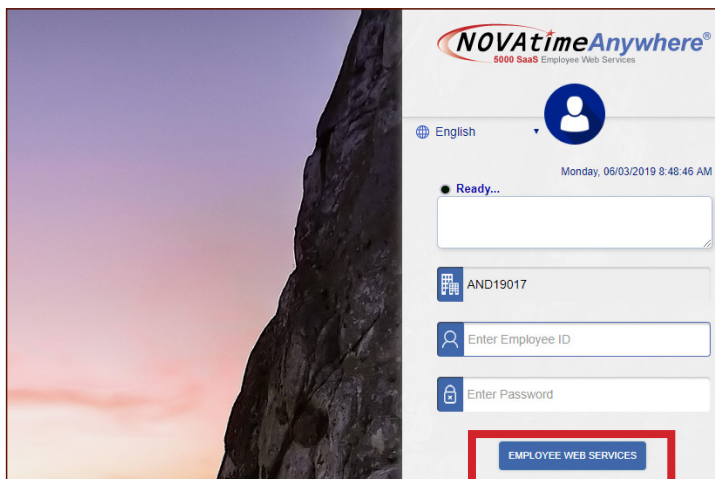 NOVAtimeAnywhere®
5000 SaaS Employee Web Services
English
Monday, 06/03/2019 8:48:46 AM
Ready...
AND19017
Enter Employee ID
Enter Password
EMPLOYEE WEB SERVICES